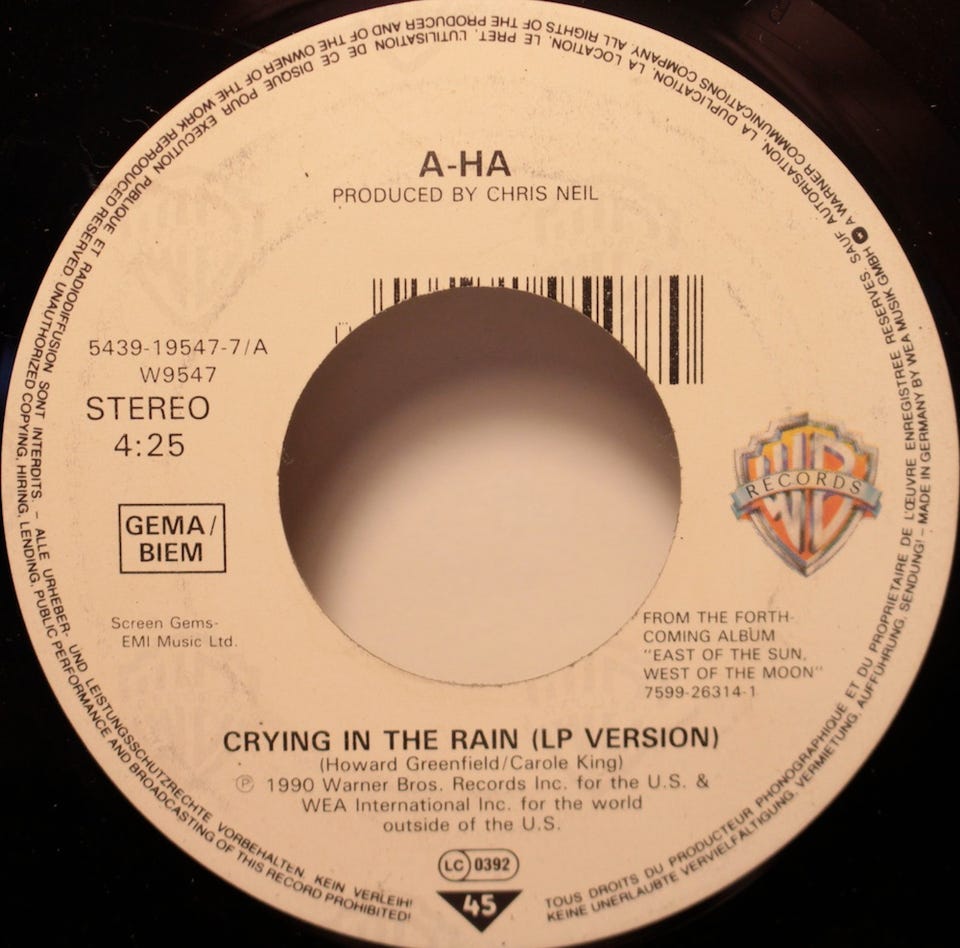 A-HA
PRODUCED BY CHRIS NEIL
5439-19547-7/A
W9547
STEREO
4:25
GEMA/
BIEM
Screen Gems-
EMI Music Ltd.
WB
RECORDS
FROM THE FORTH-
COMING ALBUM
"EAST OF THE SUN,
WEST OF THE MOON"
7599-26314-1
CRYING IN THE RAIN (LP VERSION)
(Howard Greenfield/Carole King)
℗ 1990 Warner Bros. Records Inc. for the U.S. &
WEA International Inc. for the world
outside of the U.S.
LC 0392
45
TOUS DROITS DU PRODUCTEUR PHONOGRAPHIQUE ET DU PROPRIETAIRE DE L'ŒUVRE ENREGISTREE RESERVES. SAUF AUTORISATION, LA DUPLICATION, LA LOCATION, LE PRET, L'UTILISATION DE CE DISQUE POUR EXECUTION PUBLIQUE ET RADIODIFFUSION SONT INTERDITS. – ALLE URHEBER- UND LEISTUNGSSCHUTZRECHTE VORBEHALTEN. KEIN VERLEIH!
KEINE UNERLAUBTE VERVIELFÄLTIGUNG, VERMIETUNG, AUFFÜHRUNG, SENDUNG! – MADE IN GERMANY BY WEA MUSIK GMBH A WARNER COMMUNICATIONS COMPANY. ALL RIGHTS OF THE PRODUCER AND OF THE OWNER OF THE WORK REPRODUCED RESERVED. UNAUTHORIZED COPYING, HIRING, LENDING, PUBLIC PERFORMANCE AND BROADCASTING OF THIS RECORD PROHIBITED!